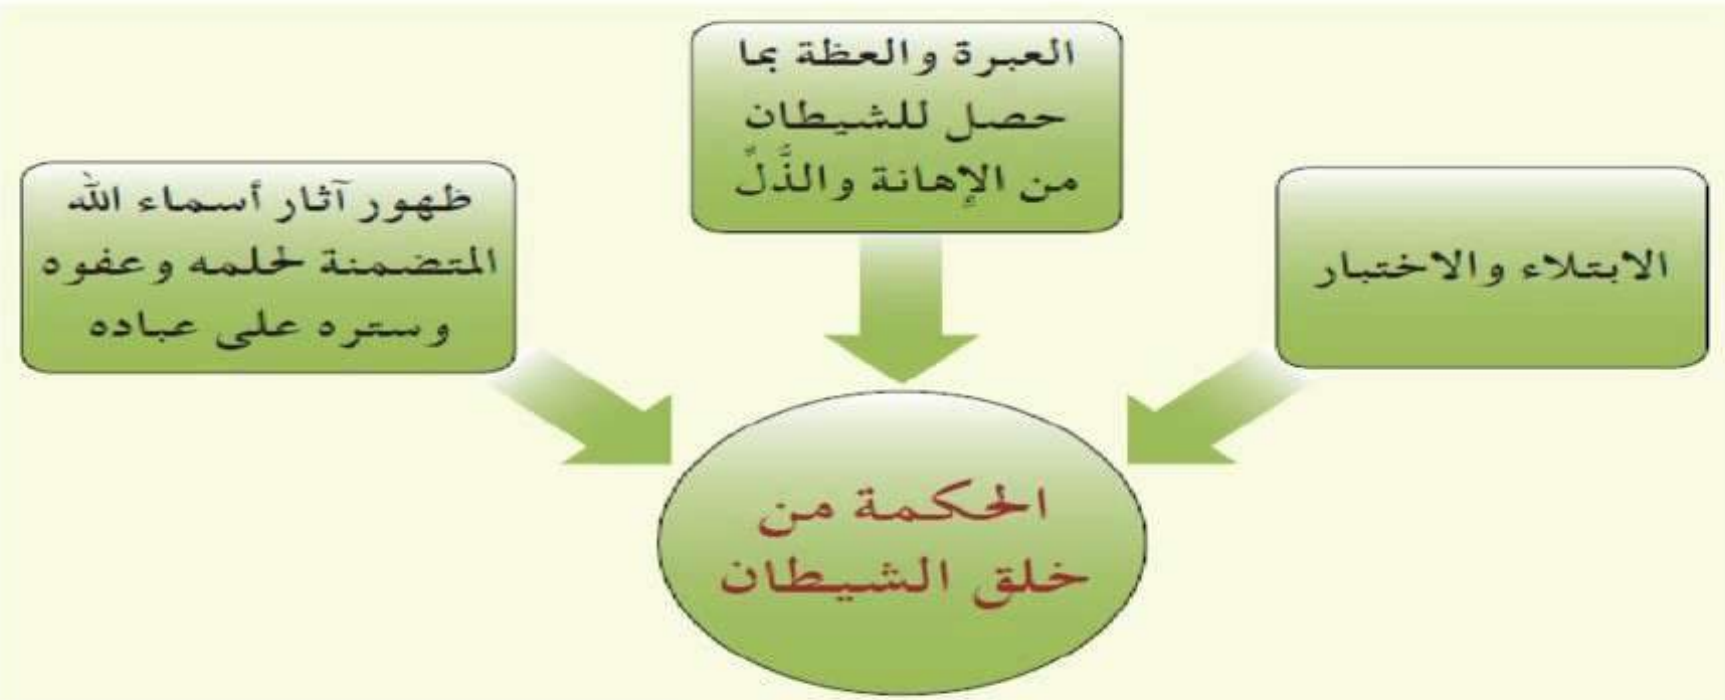 الابتلاء والاختبار
العبرة والعظة بما
حصل للشيطان
من الإهانة والذُّلِّ
ظهور آثار أسماء الله
المتضمنة لحلمه وعفوه
وستره على عباده
الحكمة من
خلق الشيطان